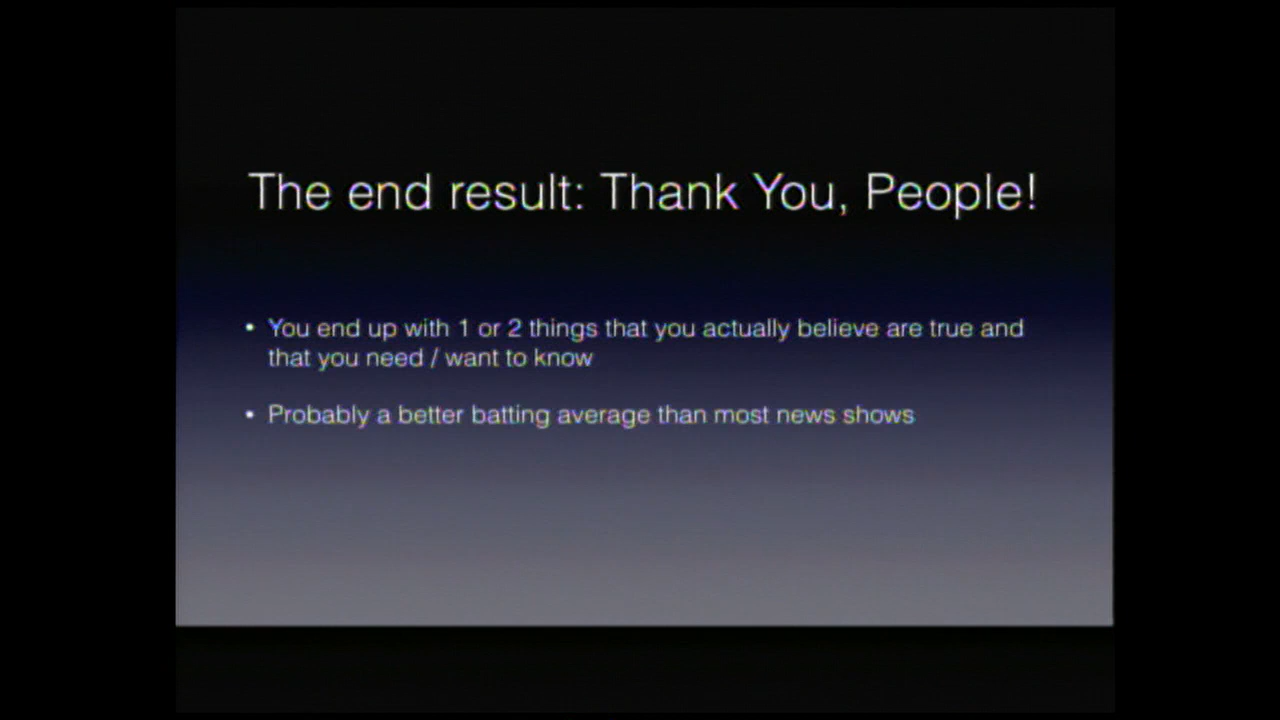 The end result: Thank You, People!
• You end up with 1 or 2 things that you actually believe are true and
that you need / want to know
• Probably a better batting average than most news shows